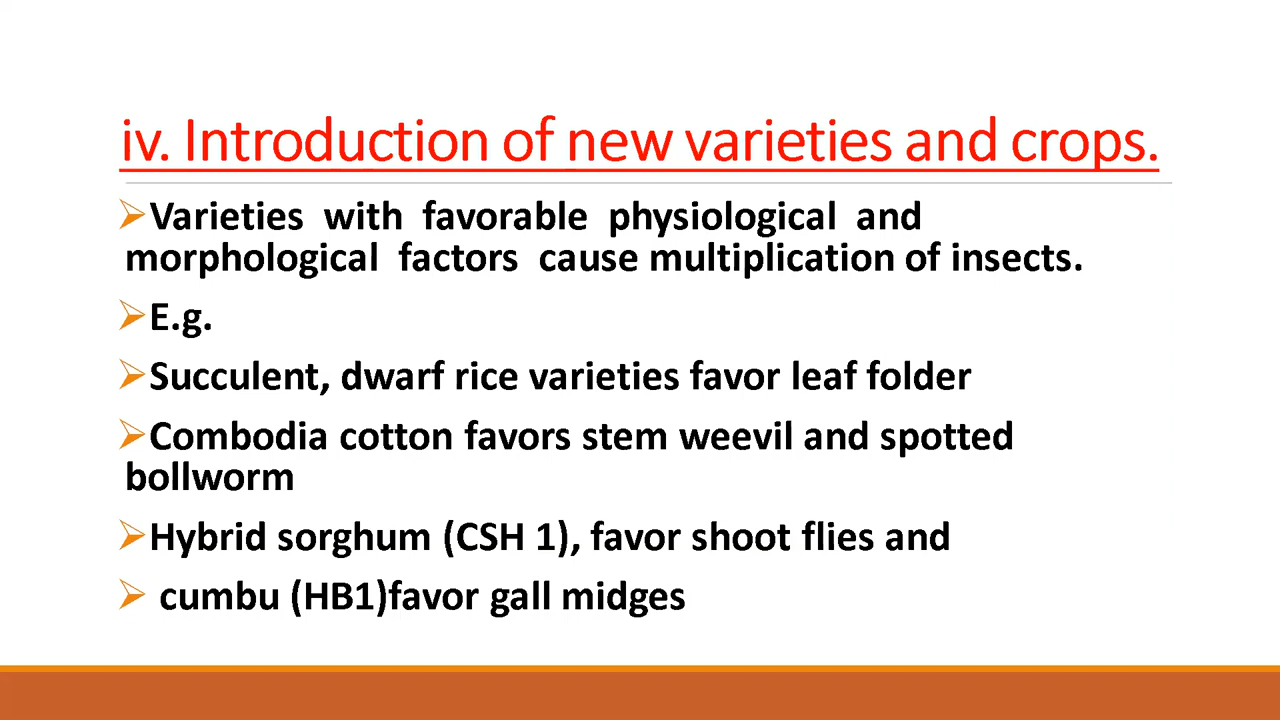 iv. Introduction of new varieties and crops.
Varieties with favorable physiological and
morphological factors cause multiplication of insects.
E.g.
Succulent, dwarf rice varieties favor leaf folder
Combodia cotton favors stem weevil and spotted
bollworm
Hybrid sorghum (CSH 1), favor shoot flies and
cumbu (HB1)favor gall midges